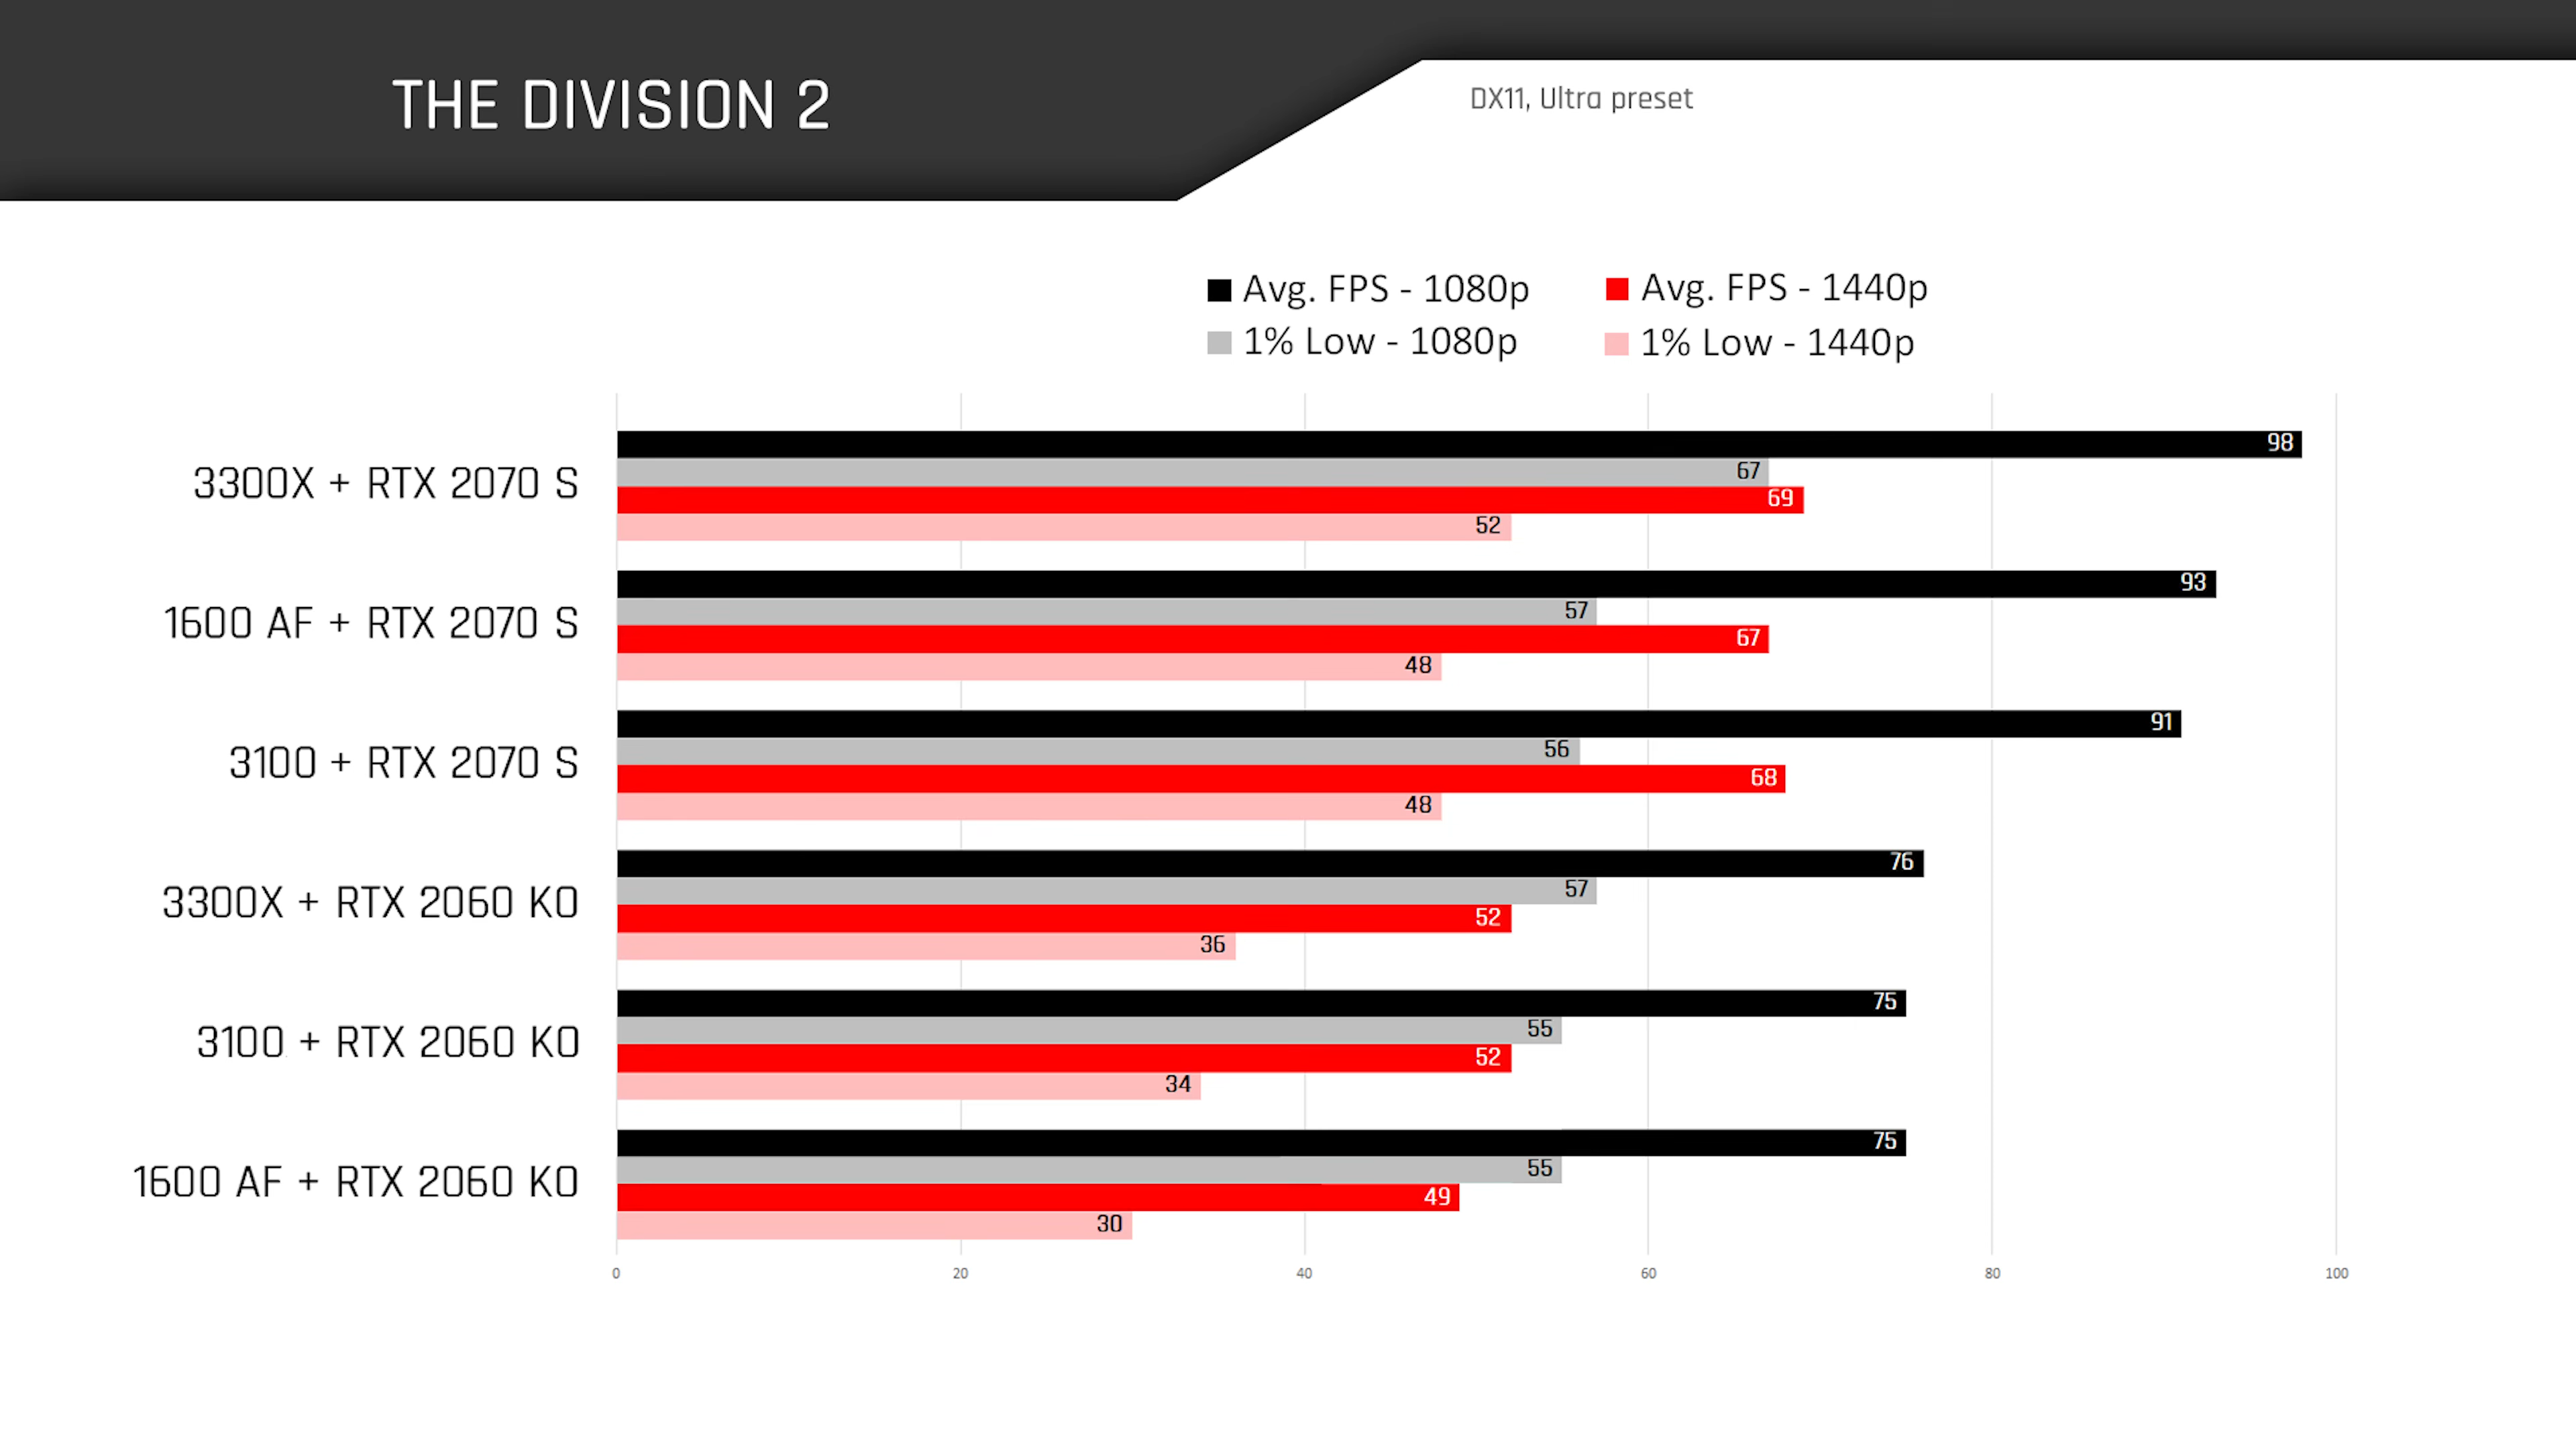 THE DIVISION 2
DX11, Ultra preset
Avg. FPS - 1080p
Avg. FPS - 1440p
1% Low - 1080p
1% Low - 1440p
3300X + RTX 2070 S
98
67
69
52
1600 AF + RTX 2070 S
93
57
67
48
3100 + RTX 2070 S
91
56
68
48
3300X + RTX 2060 KO
76
57
52
36
3100 + RTX 2060 KO
75
55
52
34
1600 AF + RTX 2060 KO
75
55
49
30
0 20 40 60 80 100